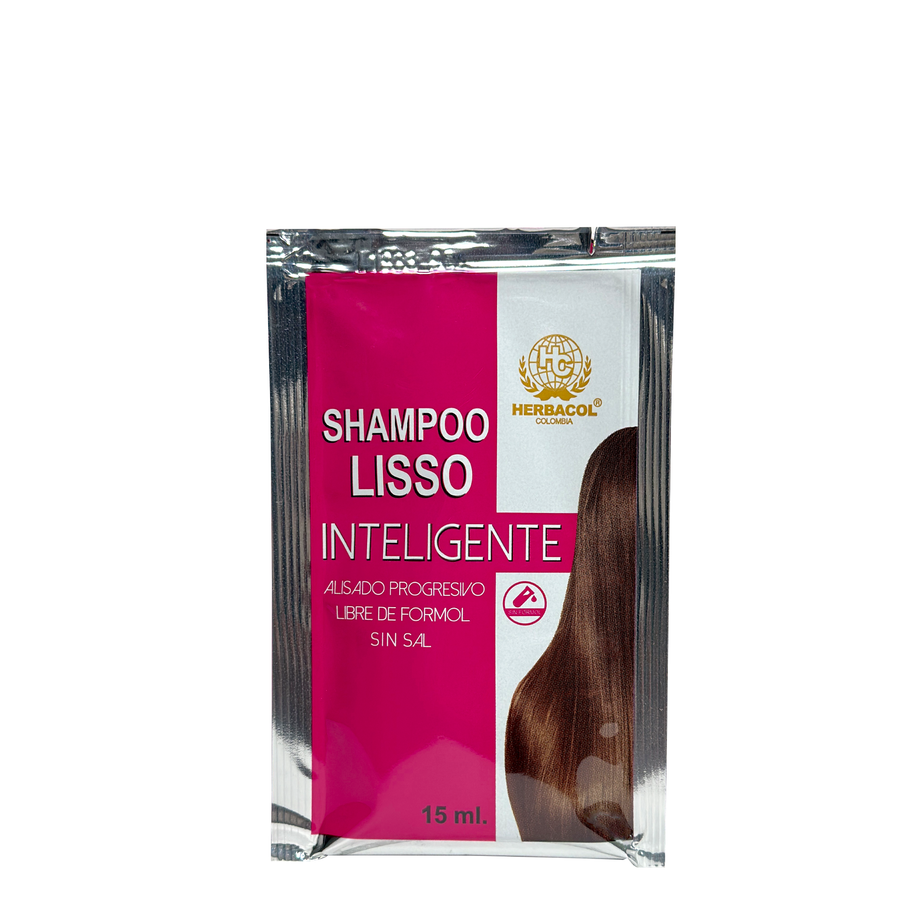 SHAMPOO
LISSO
INTELIGENTE
ALISADO PROGRESIVO
LIBRE DE FORMOL
SIN SAL
15 ml.
HC
HERBACOL®
COLOMBIA